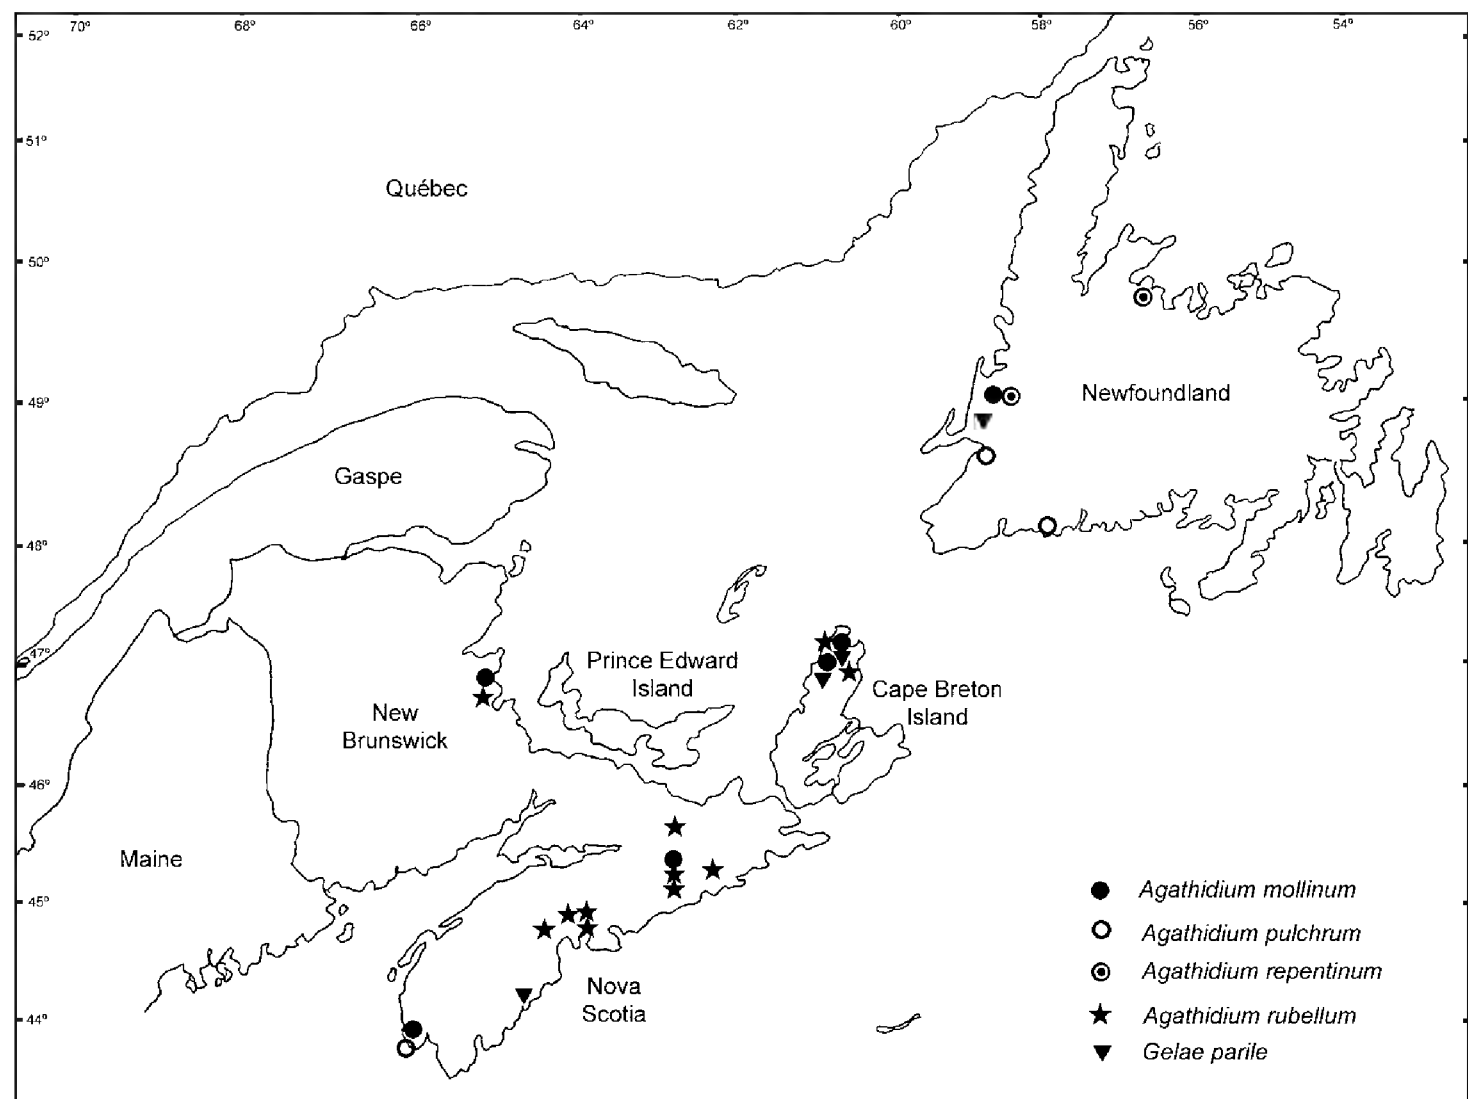 70° 68° 66° 64° 62° 60° 58° 56° 54°
52°
51°
Québec
50°
49°
Newfoundland
Gaspe
48°
47°
Prince Edward
Island
Cape Breton
Island
New
Brunswick
46°
Maine
45°
Nova
Scotia
44°
Agathidium mollinum
Agathidium pulchrum
Agathidium repentinum
Agathidium rubellum
Gelae parile